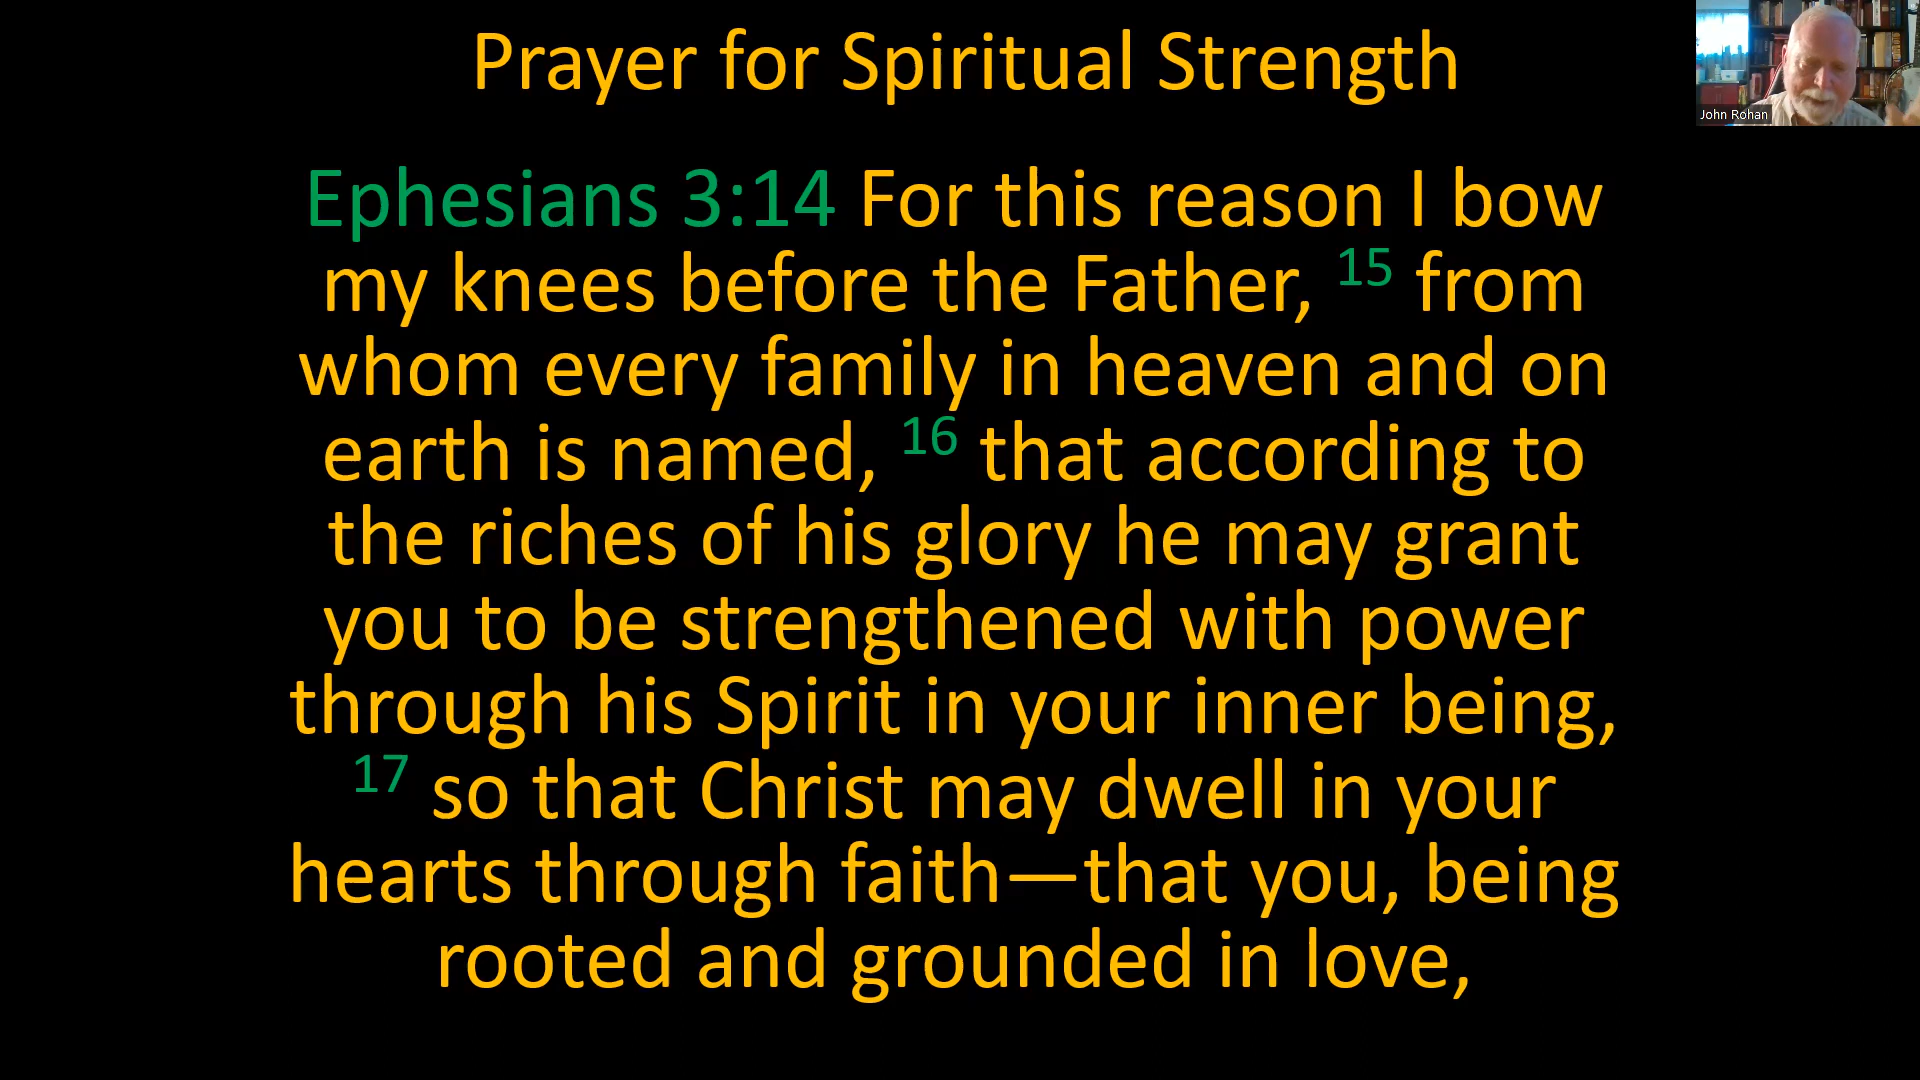 Prayer for Spiritual Strength
John Rohan
Ephesians 3:14 For this reason I bow
my knees before the Father, 15 from
whom every family in heaven and on
earth is named, 16 that according to
the riches of his glory he may grant
you to be strengthened with power
through his Spirit in your inner being,
17 so that Christ may dwell in your
hearts through faith—that you, being
rooted and grounded in love,